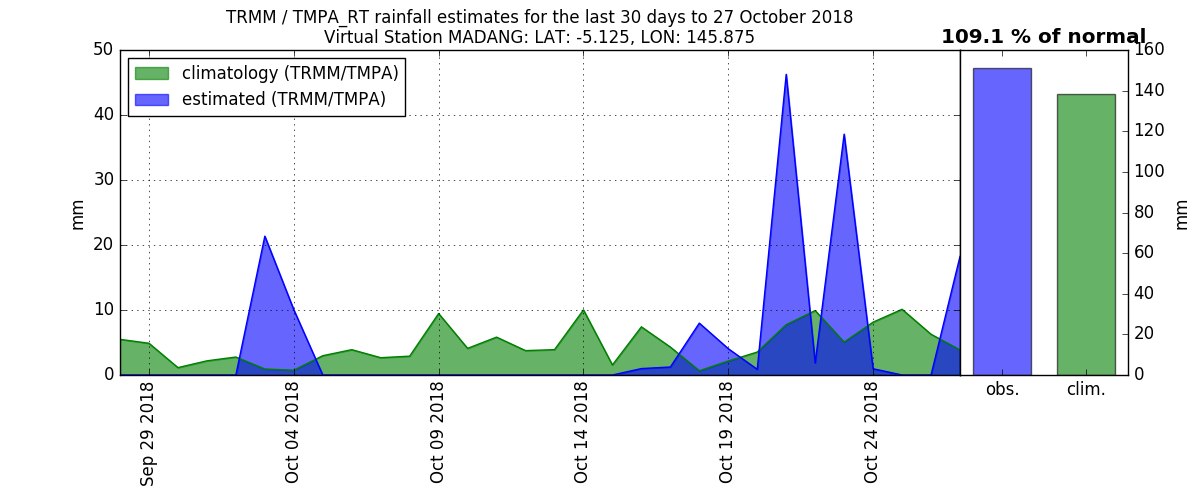 TRMM / TMPA_RT rainfall estimates for the last 30 days to 27 October 2018
Virtual Station MADANG: LAT: -5.125, LON: 145.875
109.1 % of normal
climatology (TRMM/TMPA)
estimated (TRMM/TMPA)
50
40
30
20
10
0
mm
Sep 29 2018
Oct 04 2018
Oct 09 2018
Oct 14 2018
Oct 19 2018
Oct 24 2018
160
140
120
100
80
60
40
20
0
mm
obs.
clim.